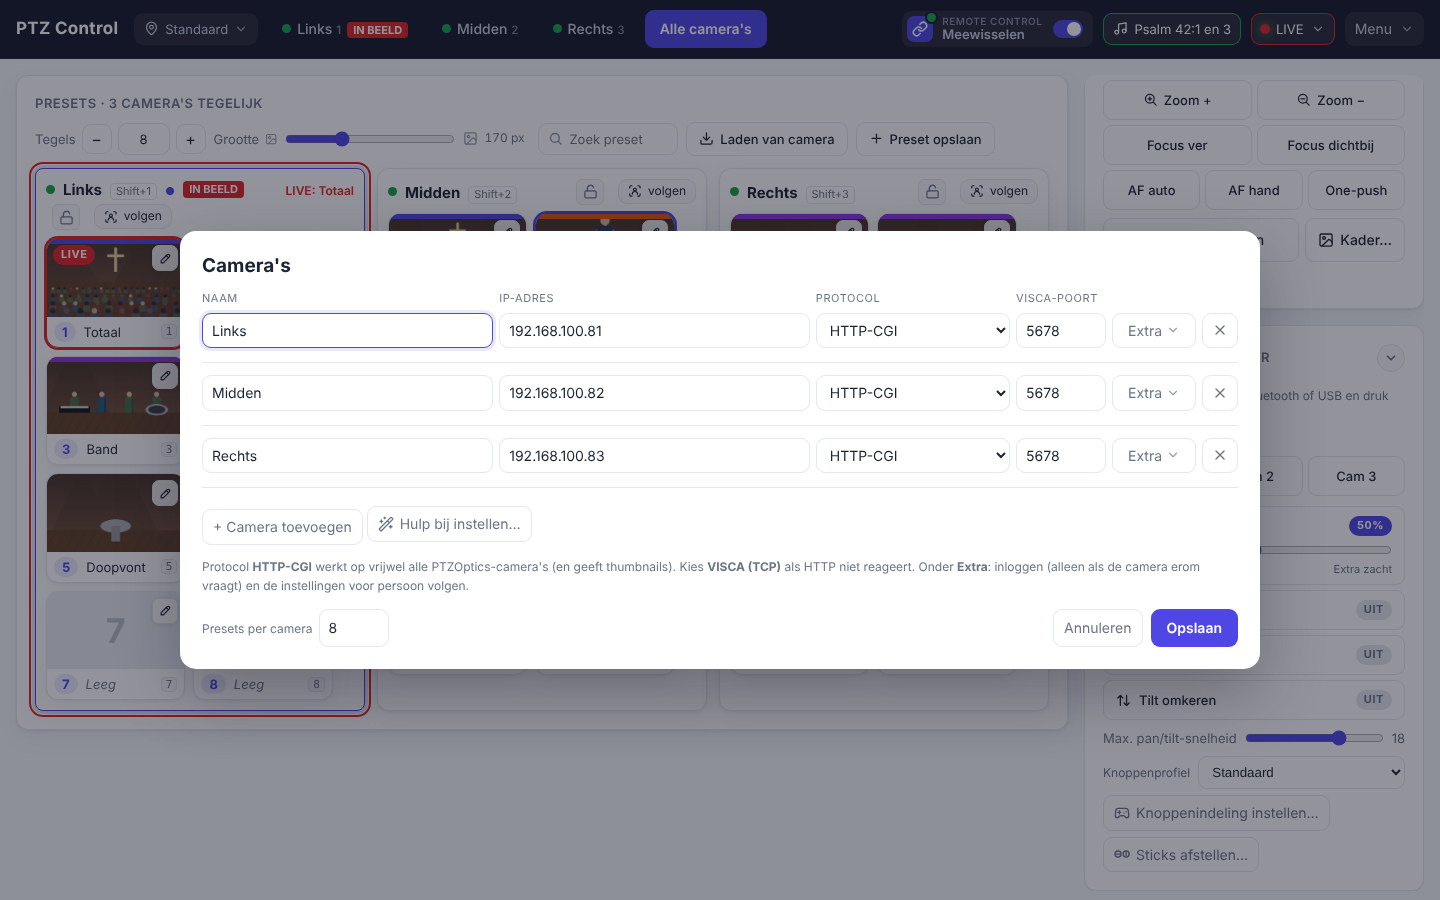 PTZ Control
Standaard
Links 1 IN BEELD
Midden 2
Rechts 3
Alle camera's
REMOTE CONTROL
Meewisselen
Psalm 42:1 en 3
LIVE
Menu
PRESETS · 3 CAMERA'S TEGELIJK
Tegels − 8 + Grootte 170 px
Zoek preset
Laden van camera
+ Preset opslaan
Links Shift+1 IN BEELD LIVE: Totaal
volgen
Midden Shift+2 volgen
Rechts Shift+3 volgen
LIVE
1 Totaal 1
3 Band 3
5 Doopvont 5
7
7 Leeg 7
8 Leeg 8
Camera's
NAAM IP-ADRES PROTOCOL VISCA-POORT
Links 192.168.100.81 HTTP-CGI 5678 Extra ×
Midden 192.168.100.82 HTTP-CGI 5678 Extra ×
Rechts 192.168.100.83 HTTP-CGI 5678 Extra ×
+ Camera toevoegen
Hulp bij instellen...
Protocol HTTP-CGI werkt op vrijwel alle PTZOptics-camera's (en geeft thumbnails). Kies VISCA (TCP) als HTTP niet reageert. Onder Extra: inloggen (alleen als de camera erom
vraagt) en de instellingen voor persoon volgen.
Presets per camera 8
Annuleren
Opslaan
Zoom +
Zoom −
Focus ver
Focus dichtbij
AF auto
AF hand
One-push
Kader...
of USB en druk
Cam 3
50%
Extra zacht
UIT
UIT
Tilt omkeren UIT
Max. pan/tilt-snelheid 18
Knoppenprofiel Standaard
Knoppenindeling instellen...
Sticks afstellen...